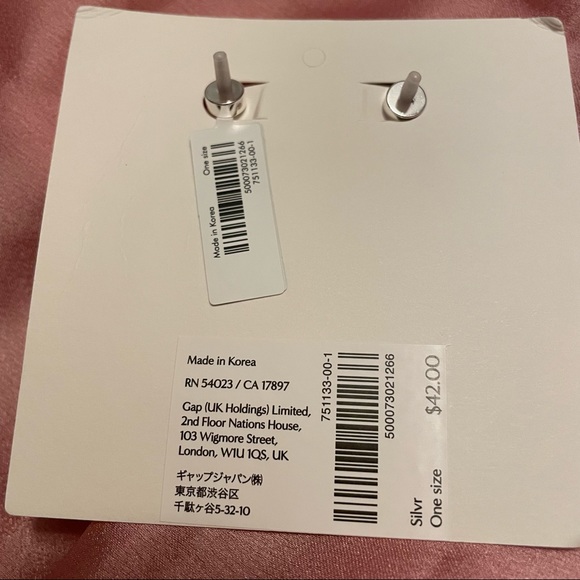 Made in Korea
One size
500073021266
751133-00-1
Made in Korea
RN 54023 / CA 17897
Gap (UK Holdings) Limited,
2nd Floor Nations House,
103 Wigmore Street,
London, W1U 1QS, UK
ギャップジャパン㈱
東京都渋谷区
千駄ヶ谷5-32-10
751133-00-1
500073021266
Silvr
One size
$42.00